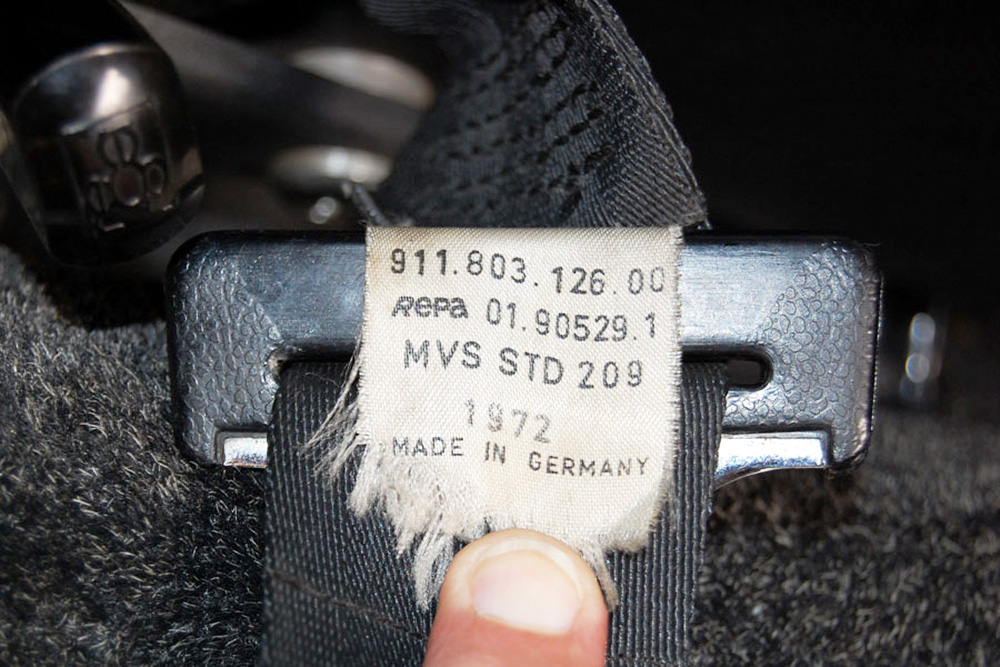 911.803.126.00
Repa 01.90529.1
MVS STD 209
1972
MADE IN GERMANY